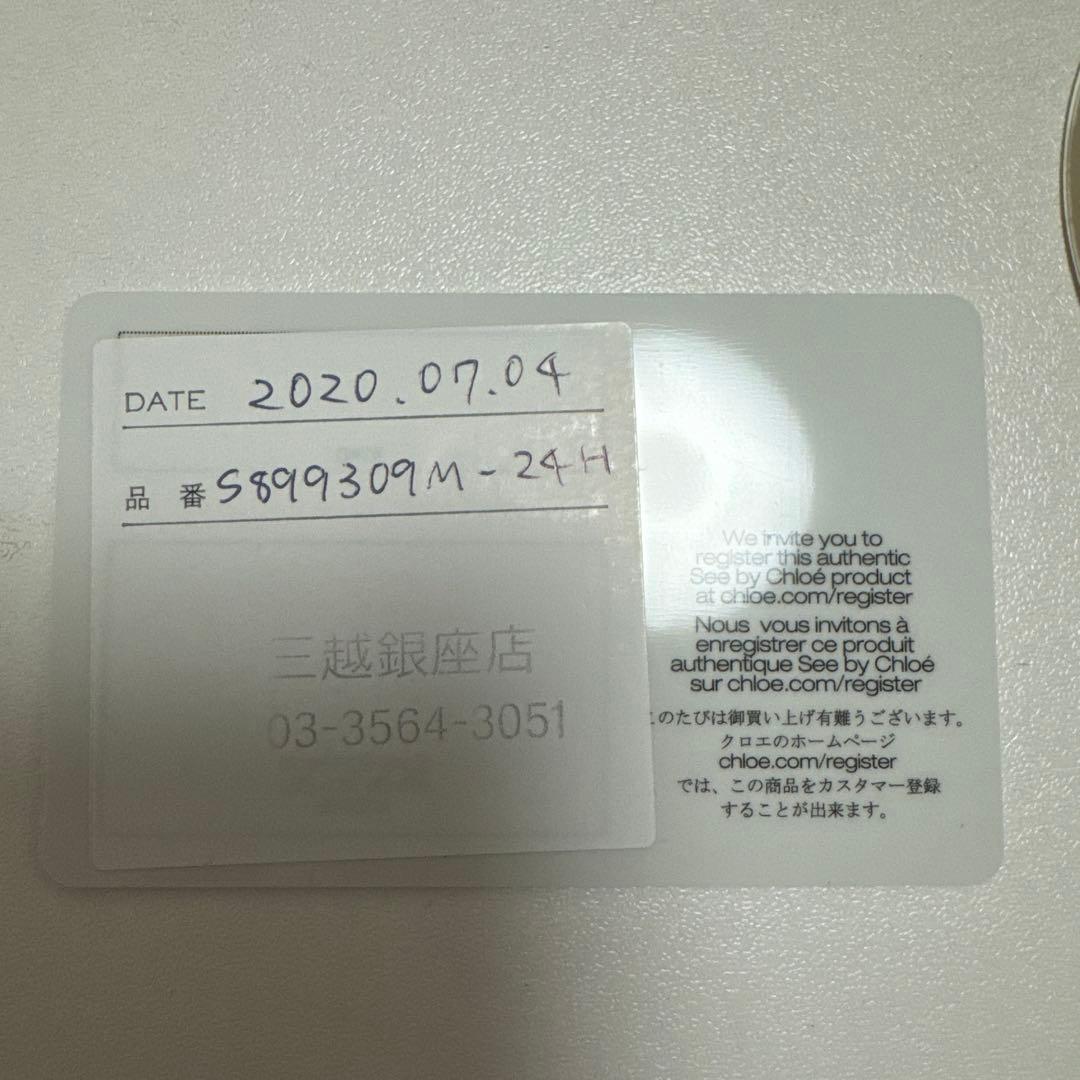 DATE 2020.07.04
品 番 S899309M-24H
三越銀座店
03-3564-3051
We invite you to
register this authentic
See by Chloé product
at chloe.com/register
Nous vous invitons à
enregistrer ce produit
authentique See by Chloé
sur chloe.com/register
このたびは御買い上げ有難うございます。
クロエのホームページ
chloe.com/register
では、この商品をカスタマー登録
することが出来ます。